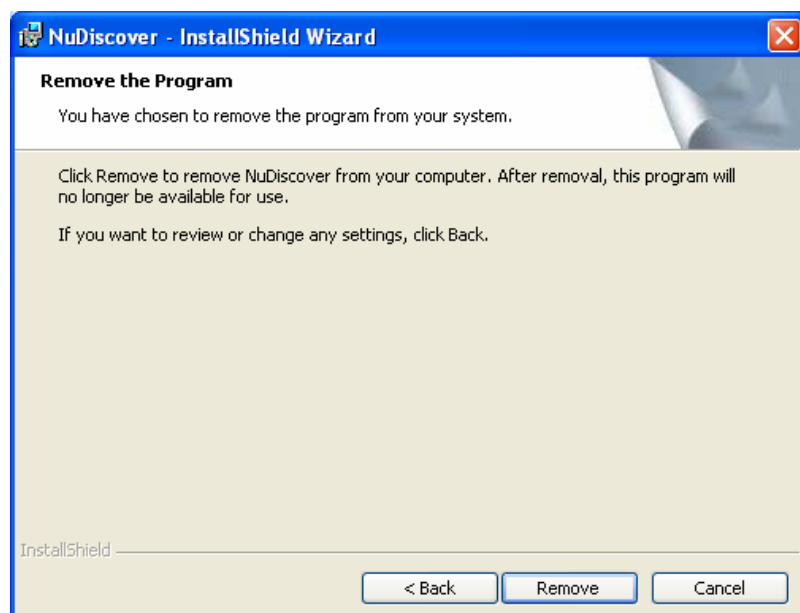 NuDiscover - InstallShield Wizard
Remove the Program
You have chosen to remove the program from your system.
Click Remove to remove NuDiscover from your computer. After removal, this program will
no longer be available for use.
If you want to review or change any settings, click Back.
InstallShield
< Back
Remove
Cancel